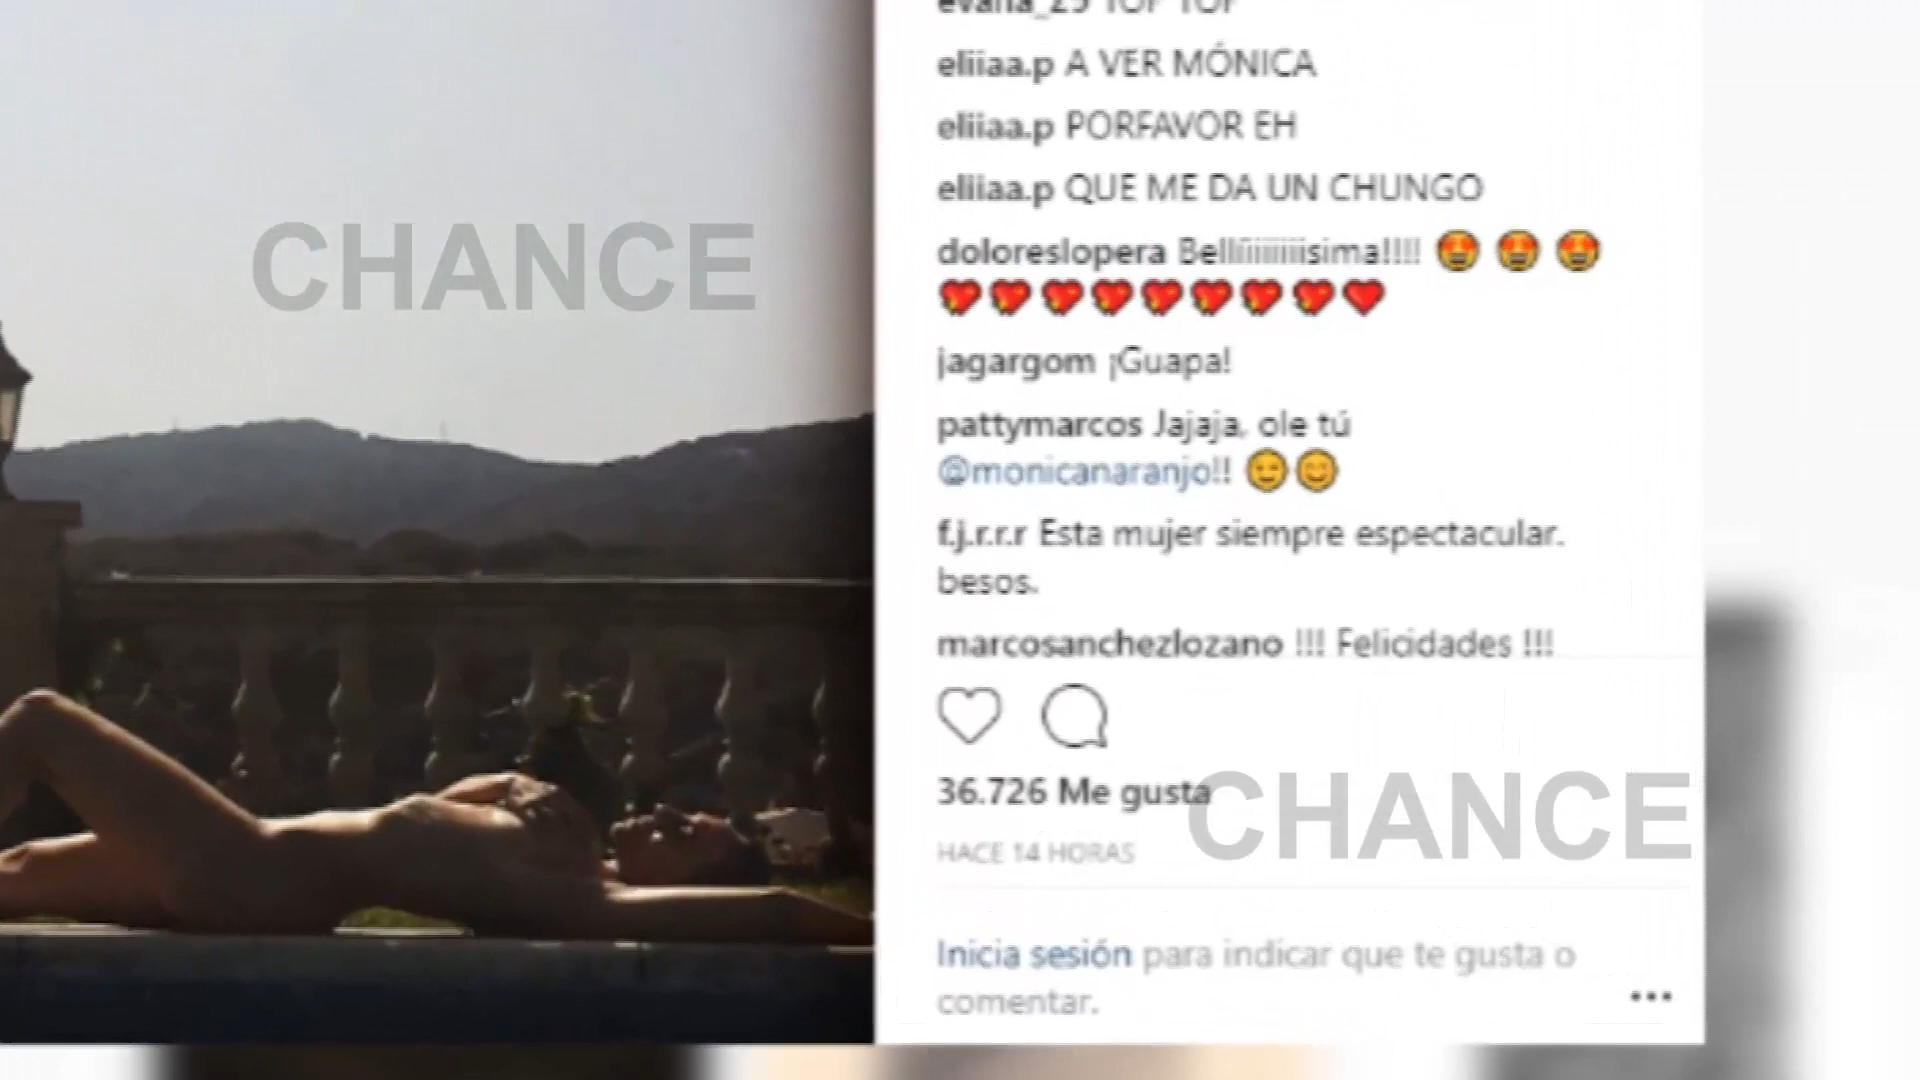 CHANCE
eliiaa.p A VER MÓNICA
eliiaa.p PORFAVOR EH
eliiaa.p QUE ME DA UN CHUNGO
doloreslopera Bellîiiiiiiisima!!!!
jagargom ¡Guapa!
pattymarcos Jajaja, ole tú
@monicanaranjo!!
f.j.r.r.r Esta mujer siempre espectacular.
besos.
marcosanchezlozano !!! Felicidades !!!
36.726 Me gusta
CHANCE
HACE 14 HORAS
Inicia sesión para indicar que te gusta o
comentar.